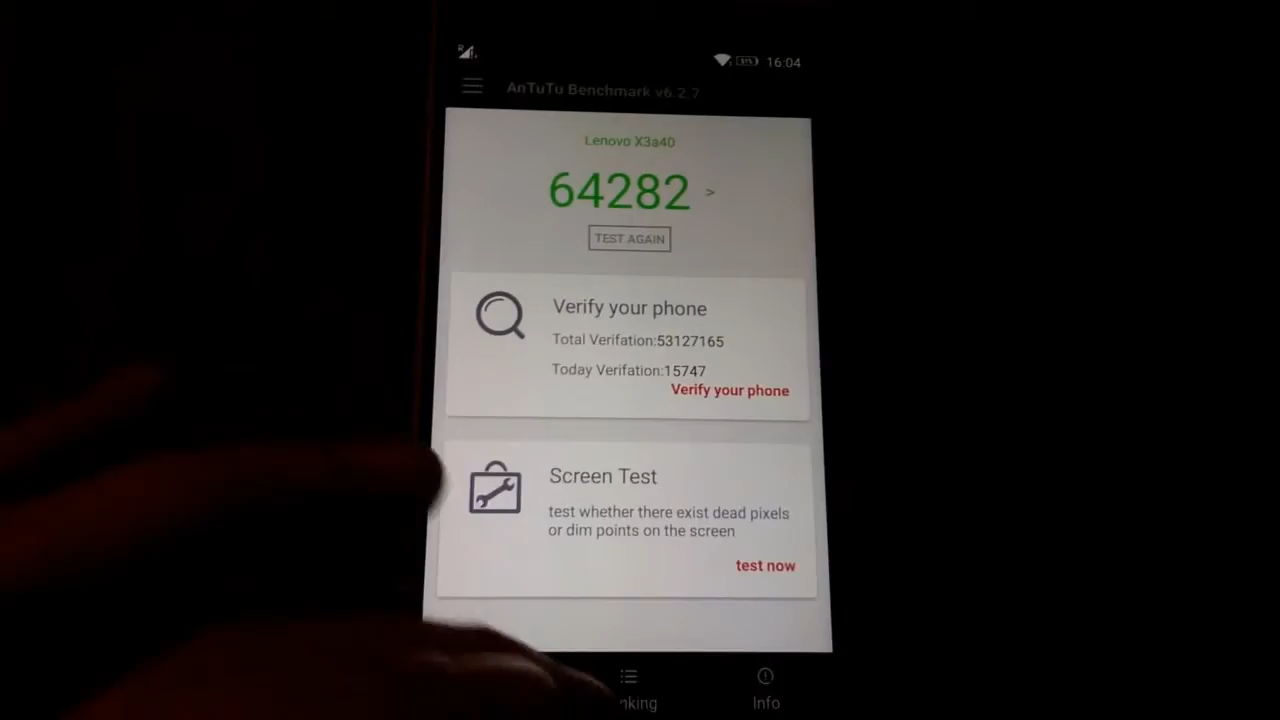 16:04
AnTuTu Benchmark v6.2.7
Lenovo X3a40
64282 >
TEST AGAIN
Verify your phone
Total Verifation:53127165
Today Verifation:15747
Verify your phone
Screen Test
test whether there exist dead pixels
or dim points on the screen
test now
Info